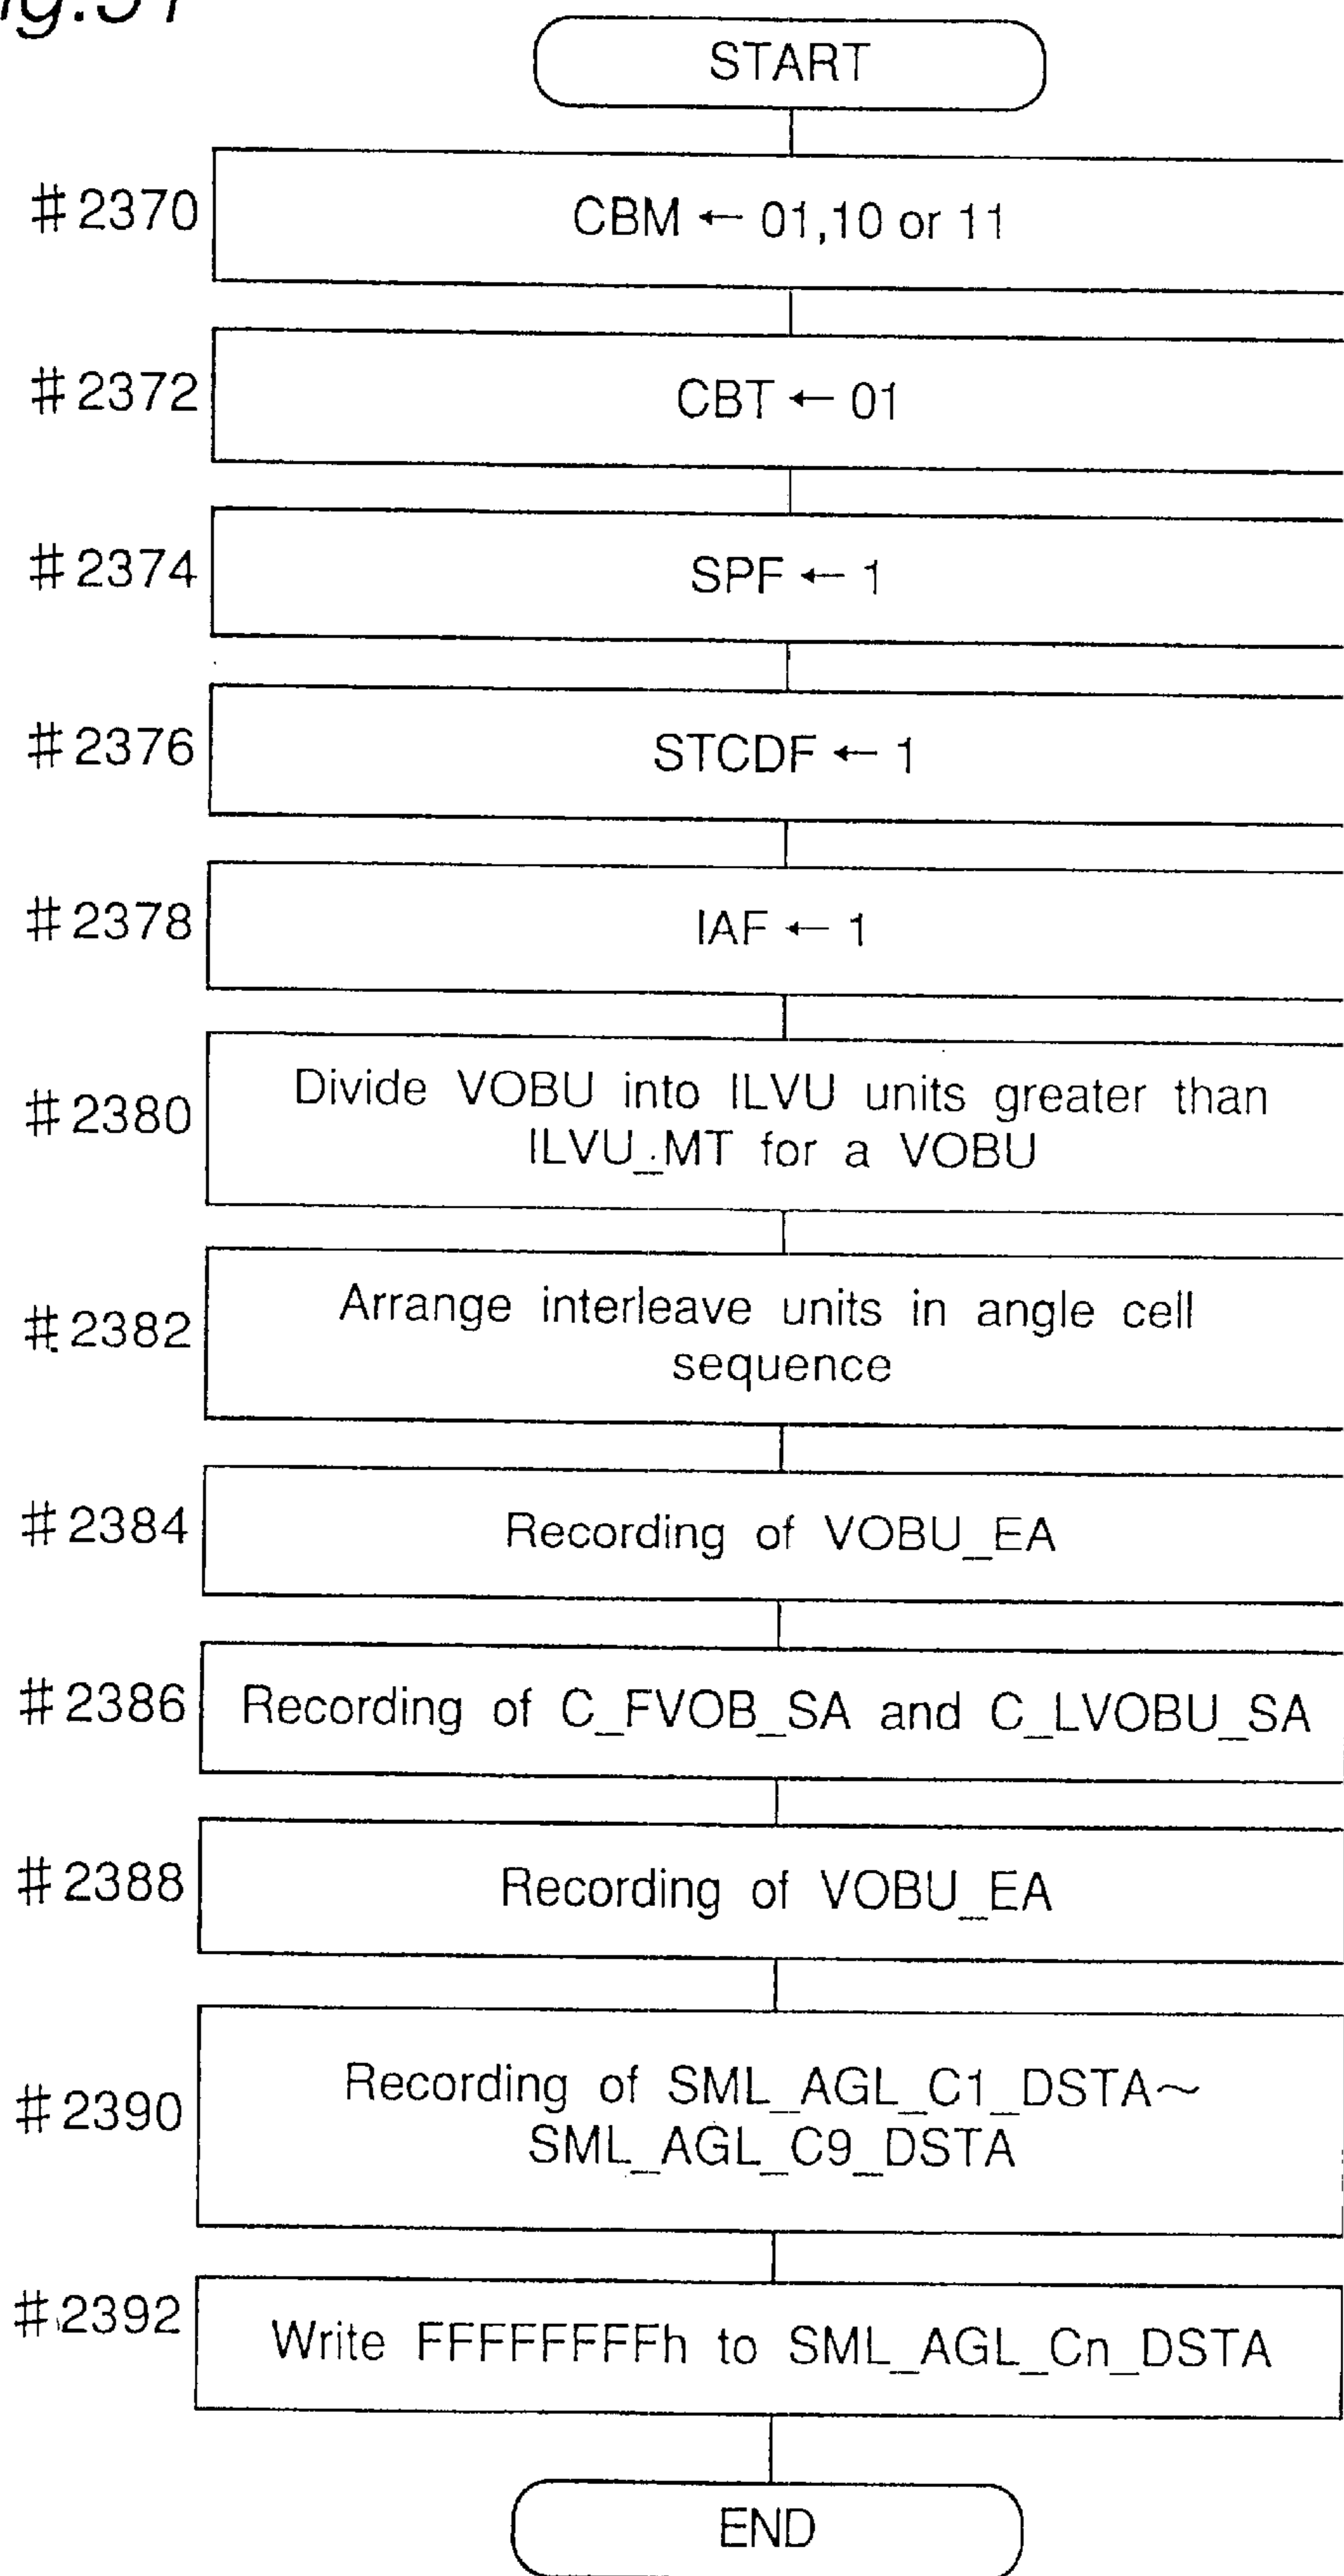 ig.51
START
#2370
CBM ← 01,10 or 11
#2372
CBT ← 01
#2374
SPF ← 1
#2376
STCDF ← 1
#2378
IAF ← 1
#2380
Divide VOBU into ILVU units greater than
ILVU_MT for a VOBU
#2382
Arrange interleave units in angle cell
sequence
#2384
Recording of VOBU_EA
#2386
Recording of C_FVOB_SA and C_LVOBU_SA
#2388
Recording of VOBU_EA
#2390
Recording of SML_AGL_C1_DSTA~
SML_AGL_C9_DSTA
#2392
Write FFFFFFFFh to SML_AGL_Cn_DSTA
END